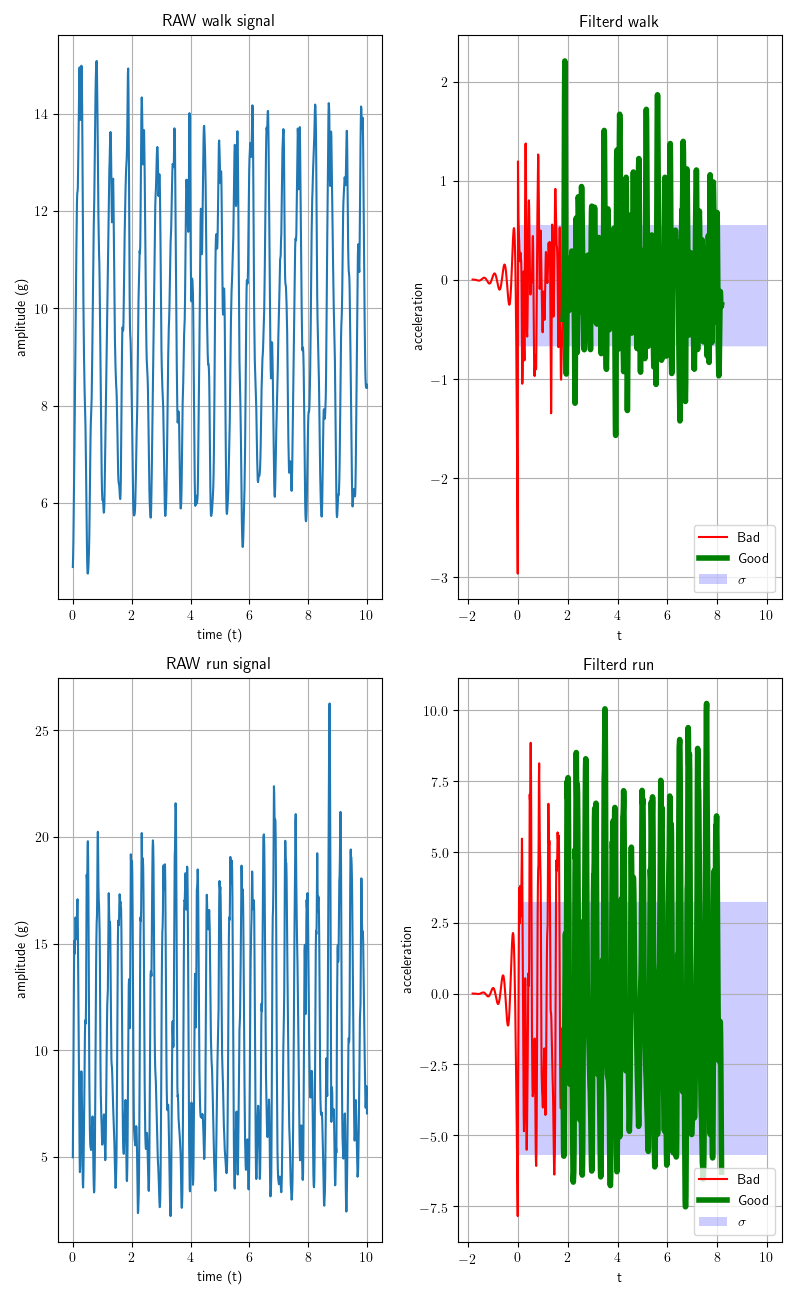 RAW walk signal
14
12
10
8
6
0 2 4 6 8 10
amplitude (g)
time (t)
Filterd walk
2
1
0
−1
−2
−3
−2 0 2 4 6 8 10
acceleration
t
Bad
Good
σ
RAW run signal
25
20
15
10
5
0 2 4 6 8 10
amplitude (g)
time (t)
Filterd run
10.0
7.5
5.0
2.5
0.0
−2.5
−5.0
−7.5
−2 0 2 4 6 8 10
acceleration
t
Bad
Good
σ